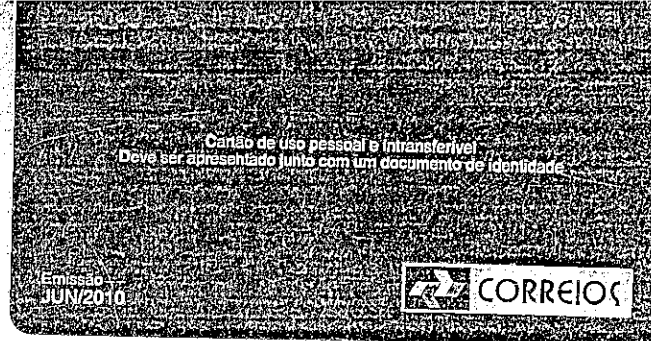 Cartão de uso pessoal e intransferível
Deve ser apresentado junto com um documento de identidade
Emissão
JUN/2010
CORREIOS